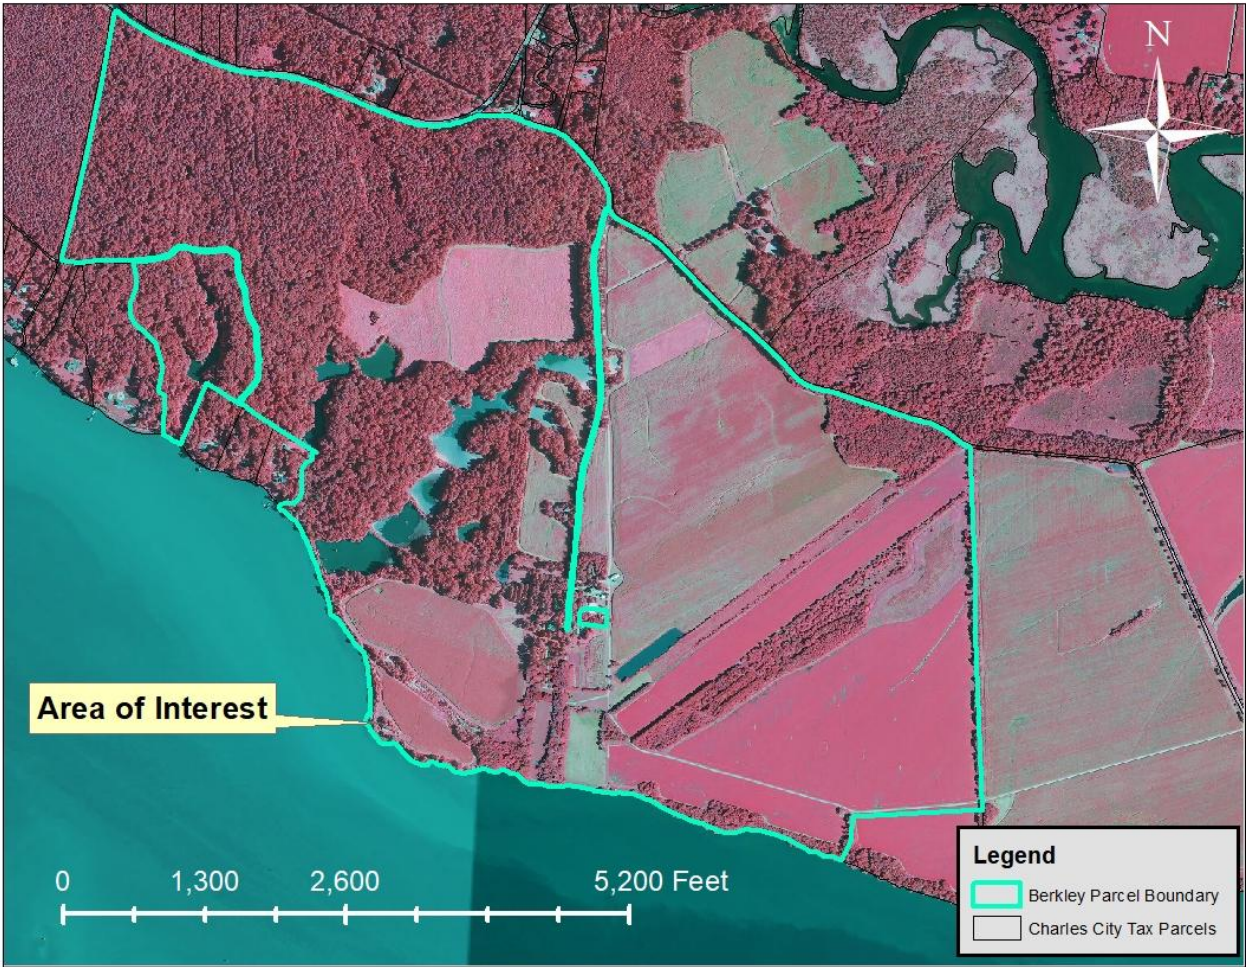 N
Area of Interest
0 1,300 2,600 5,200 Feet
Legend
Berkley Parcel Boundary
Charles City Tax Parcels